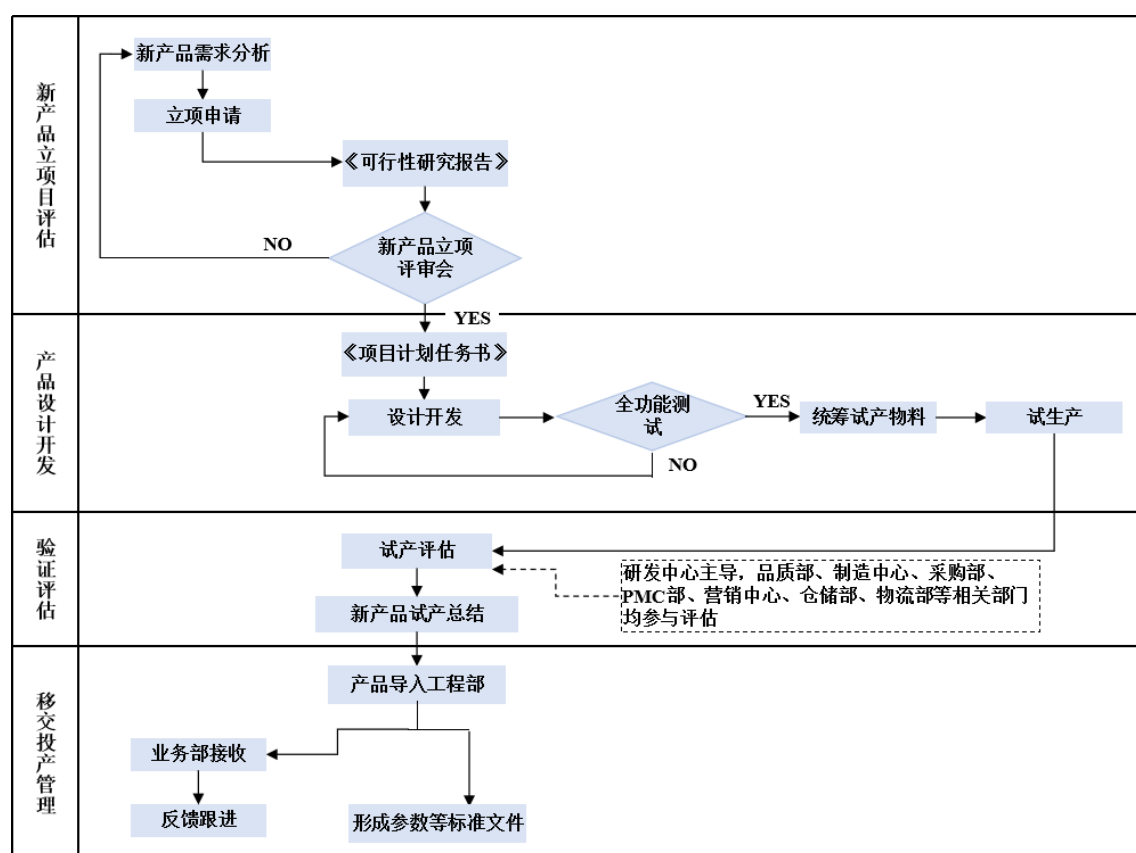 新产品立项目评估
新产品需求分析
立项申请
《可行性研究报告》
新产品立项
评审会
NO
YES
产品设计开发
《项目计划任务书》
设计开发
全功能测
试
YES
NO
统筹试产物料
试生产
验证评估
试产评估
研发中心主导，品质部、制造中心、采购部、
PMC部、营销中心、仓储部、物流部等相关部门
均参与评估
新产品试产总结
移交投产管理
产品导入工程部
业务部接收
反馈跟进
形成参数等标准文件